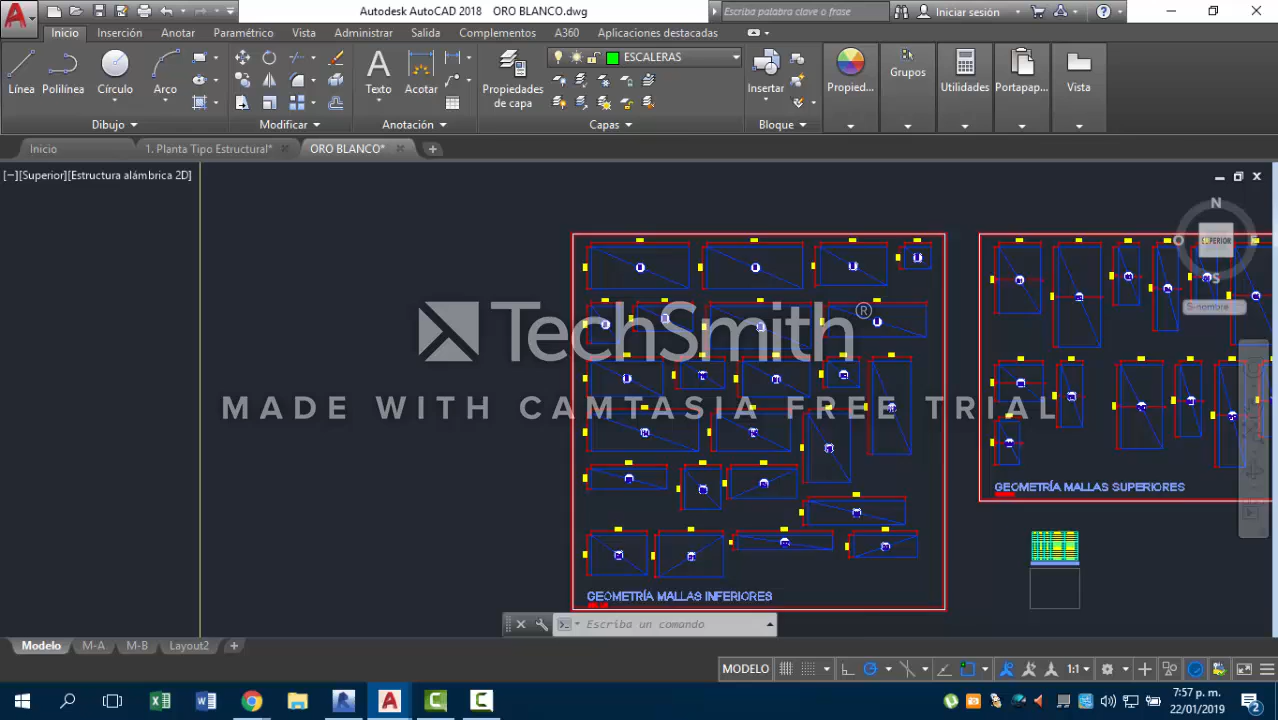 Autodesk AutoCAD 2018 ORO BLANCO.dwg
Escriba palabra clave o frase
Iniciar sesión
Inicio Inserción Anotar Paramétrico Vista Administrar Salida Complementos A360 Aplicaciones destacadas
ESCALERAS
Línea Polilínea Círculo Arco
Texto Acotar
Propiedades de capa
Insertar
Propied... Grupos Utilidades Portapap... Vista
Dibujo Modificar Anotación Capas Bloque
Inicio 1. Planta Tipo Estructural* ORO BLANCO*
[−][Superior][Estructura alámbrica 2D]
N
SUPERIOR
O E
S
S-nombre
TechSmith®
MADE WITH CAMTASIA FREE TRIAL
GEOMETRÍA MALLAS SUPERIORES
GEOMETRÍA MALLAS INFERIORES
Escriba un comando
Modelo M-A M-B Layout2
MODELO
1:1
7:57 p. m.
22/01/2019
2